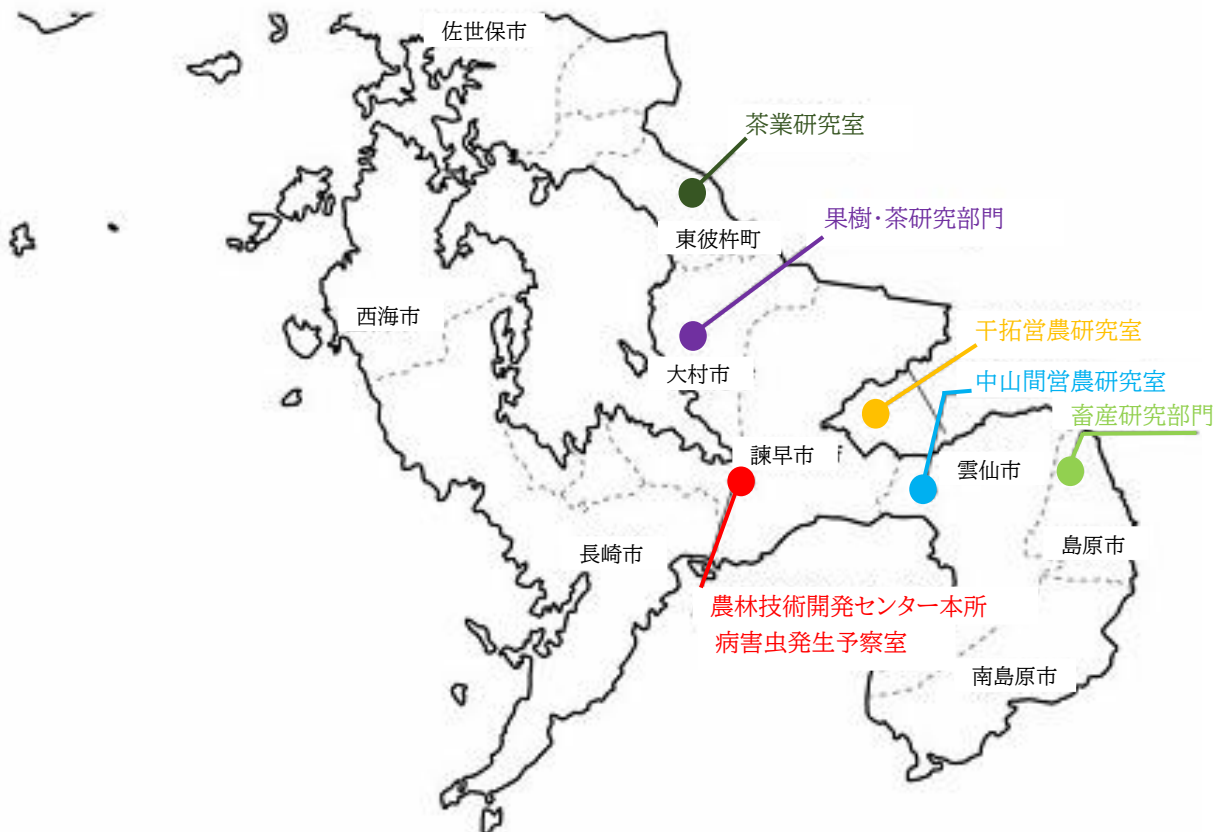 佐世保市
茶業研究室
果樹・茶研究部門
東彼杵町
西海市
干拓営農研究室
大村市
中山間営農研究室
畜産研究部門
諫早市
雲仙市
島原市
長崎市
農林技術開発センター本所
病害虫発生予察室
南島原市